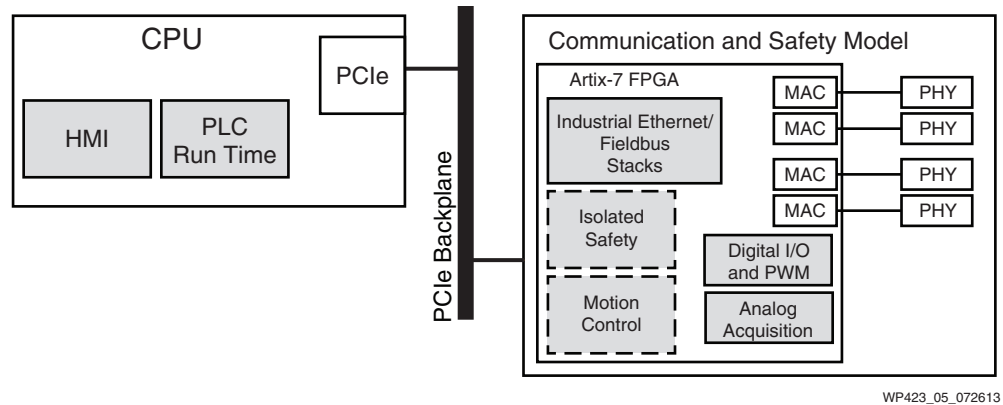 CPU
PCIe
HMI
PLC
Run Time
PCIe Backplane
Communication and Safety Model
Artix-7 FPGA
Industrial Ethernet/
Fieldbus
Stacks
Isolated
Safety
Motion
Control
MAC
PHY
MAC
PHY
MAC
PHY
MAC
PHY
Digital I/O
and PWM
Analog
Acquisition
WP423_05_072613